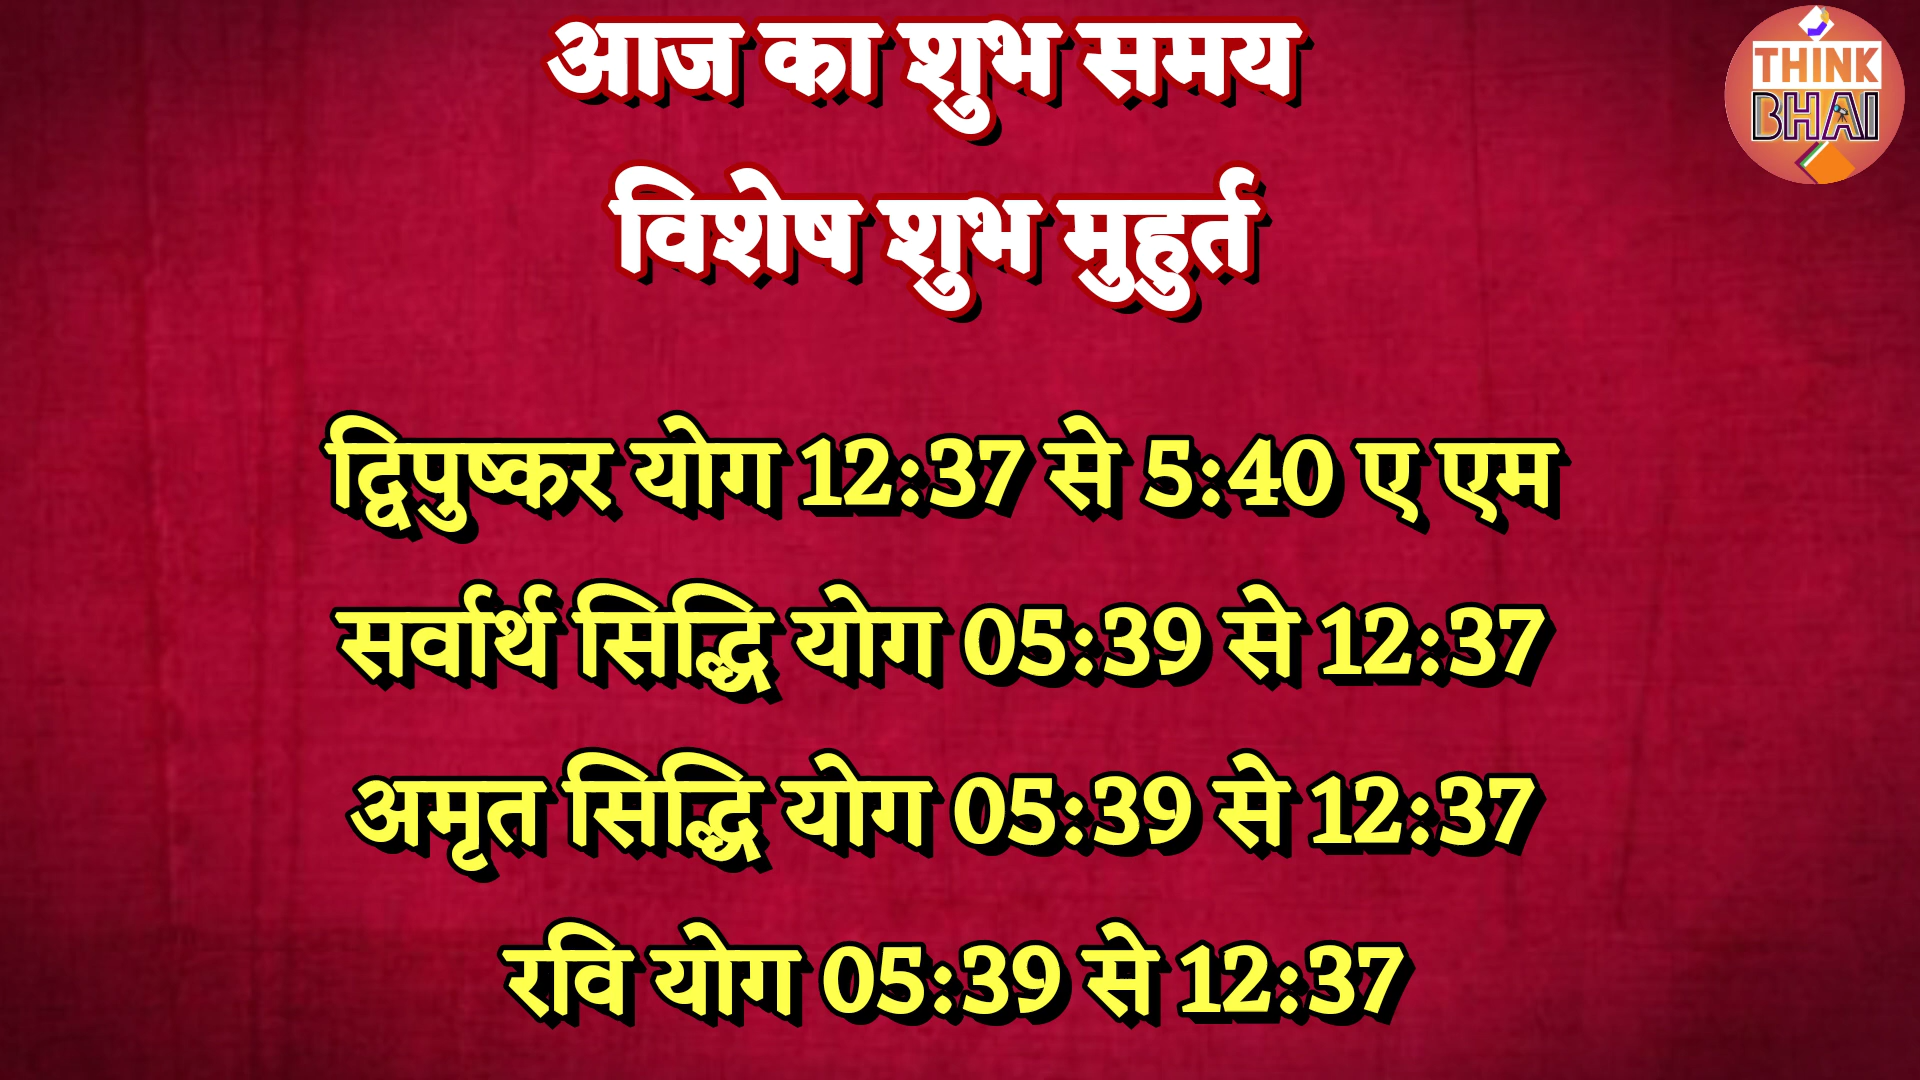 आज का शुभ समय
THINK
BHAI
विशेष शुभ मुहुर्त
द्विपुष्कर योग 12:37 से 5:40 ए एम
सर्वार्थ सिद्धि योग 05:39 से 12:37
अमृत सिद्धि योग 05:39 से 12:37
रवि योग 05:39 से 12:37